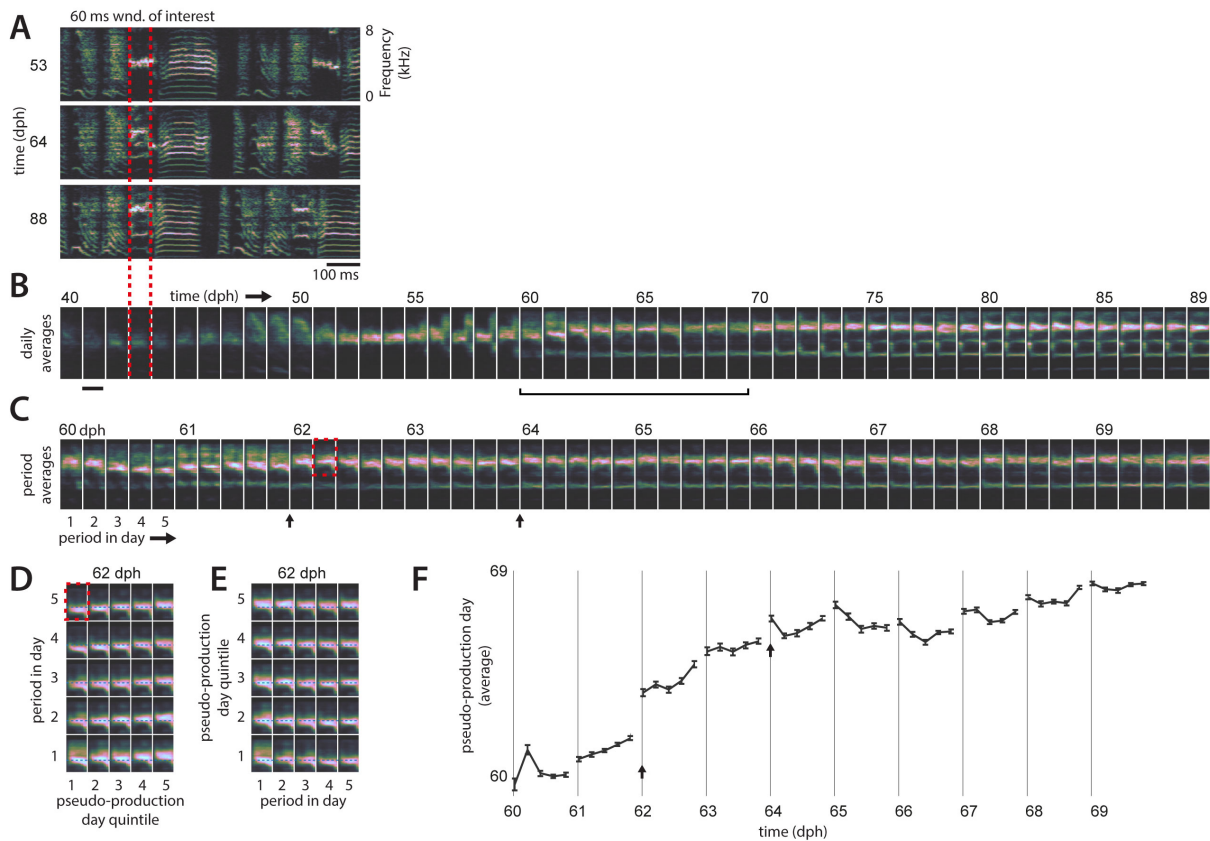 A
60 ms wnd. of interest
53
64
88
time (dph)
8
0
Frequency
(kHz)
100 ms
B
40 time (dph) 50 55 60 65 70 75 80 85 89
daily
averages
C
60 dph 61 62 63 64 65 66 67 68 69
period
averages
1 2 3 4 5
period in day
D
62 dph
5
4
3
2
1
period in day
1 2 3 4 5
pseudo-production
day quintile
E
62 dph
5
4
3
2
1
pseudo-production
day quintile
1 2 3 4 5
period in day
F
69
60
pseudo-production day
(average)
60 61 62 63 64 65 66 67 68 69
time (dph)